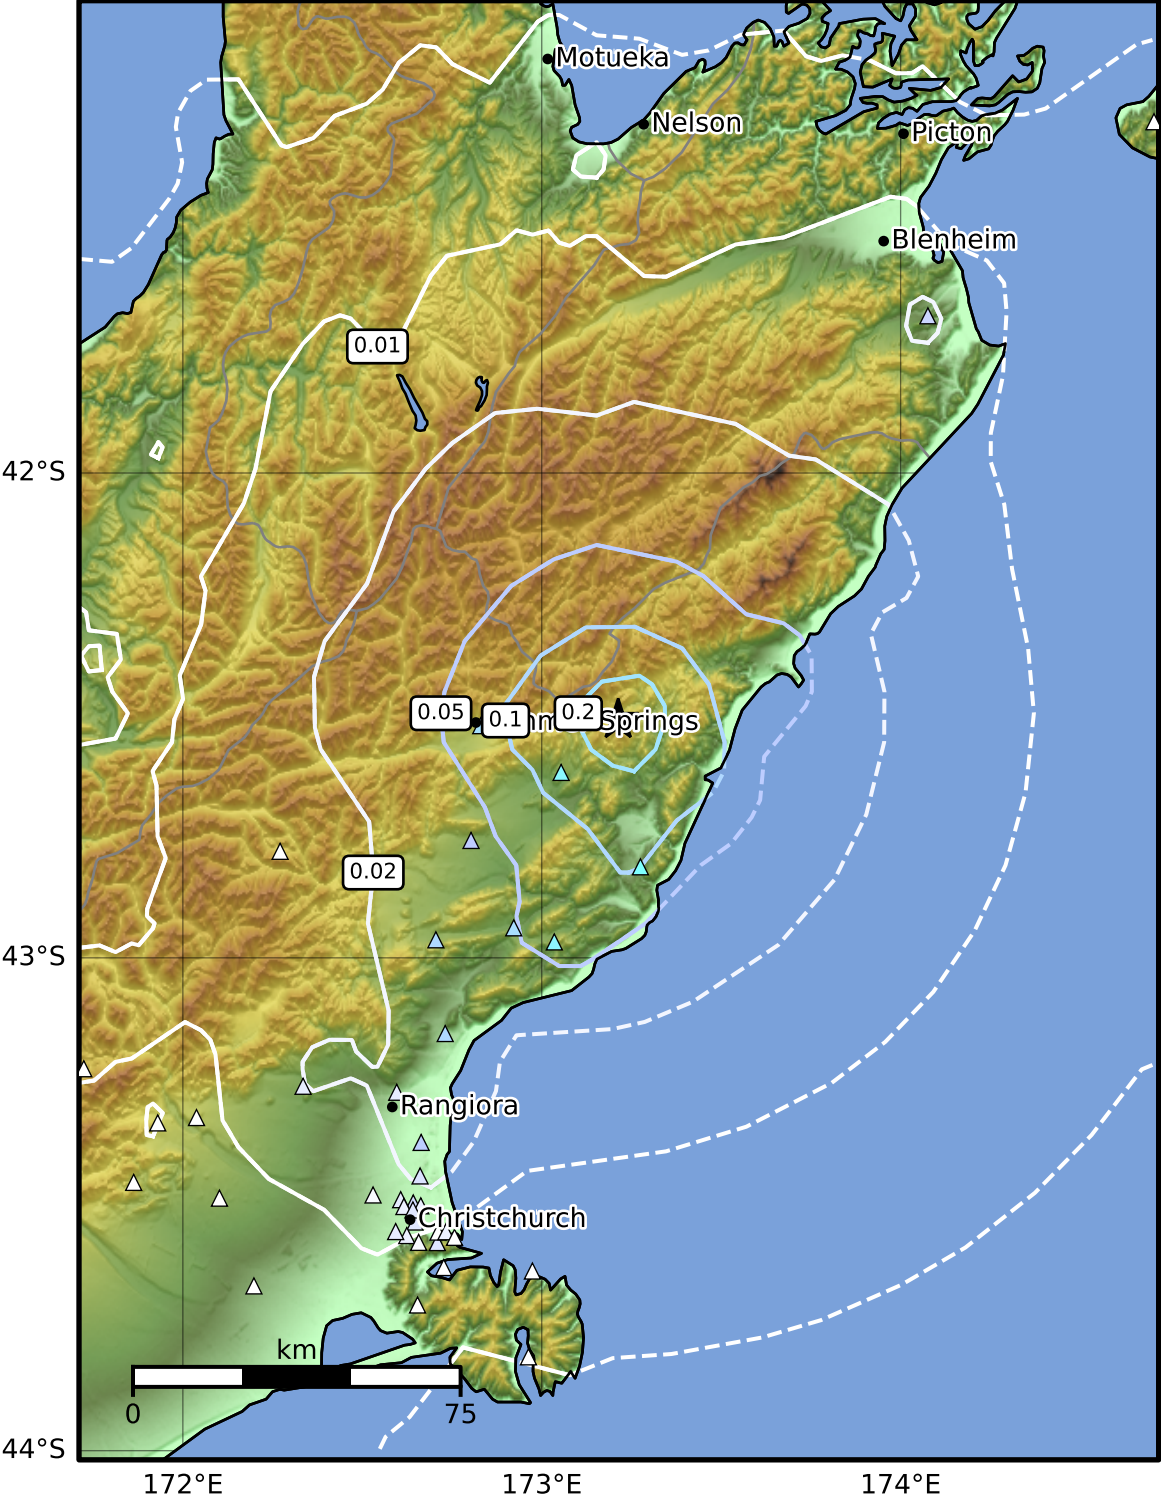 Motueka
Nelson
Picton
Blenheim
0.01
42°S
0.05
0.1
0.2
Springs
0.02
43°S
Rangiora
Christchurch
km
0
75
44°S
172°E
173°E
174°E